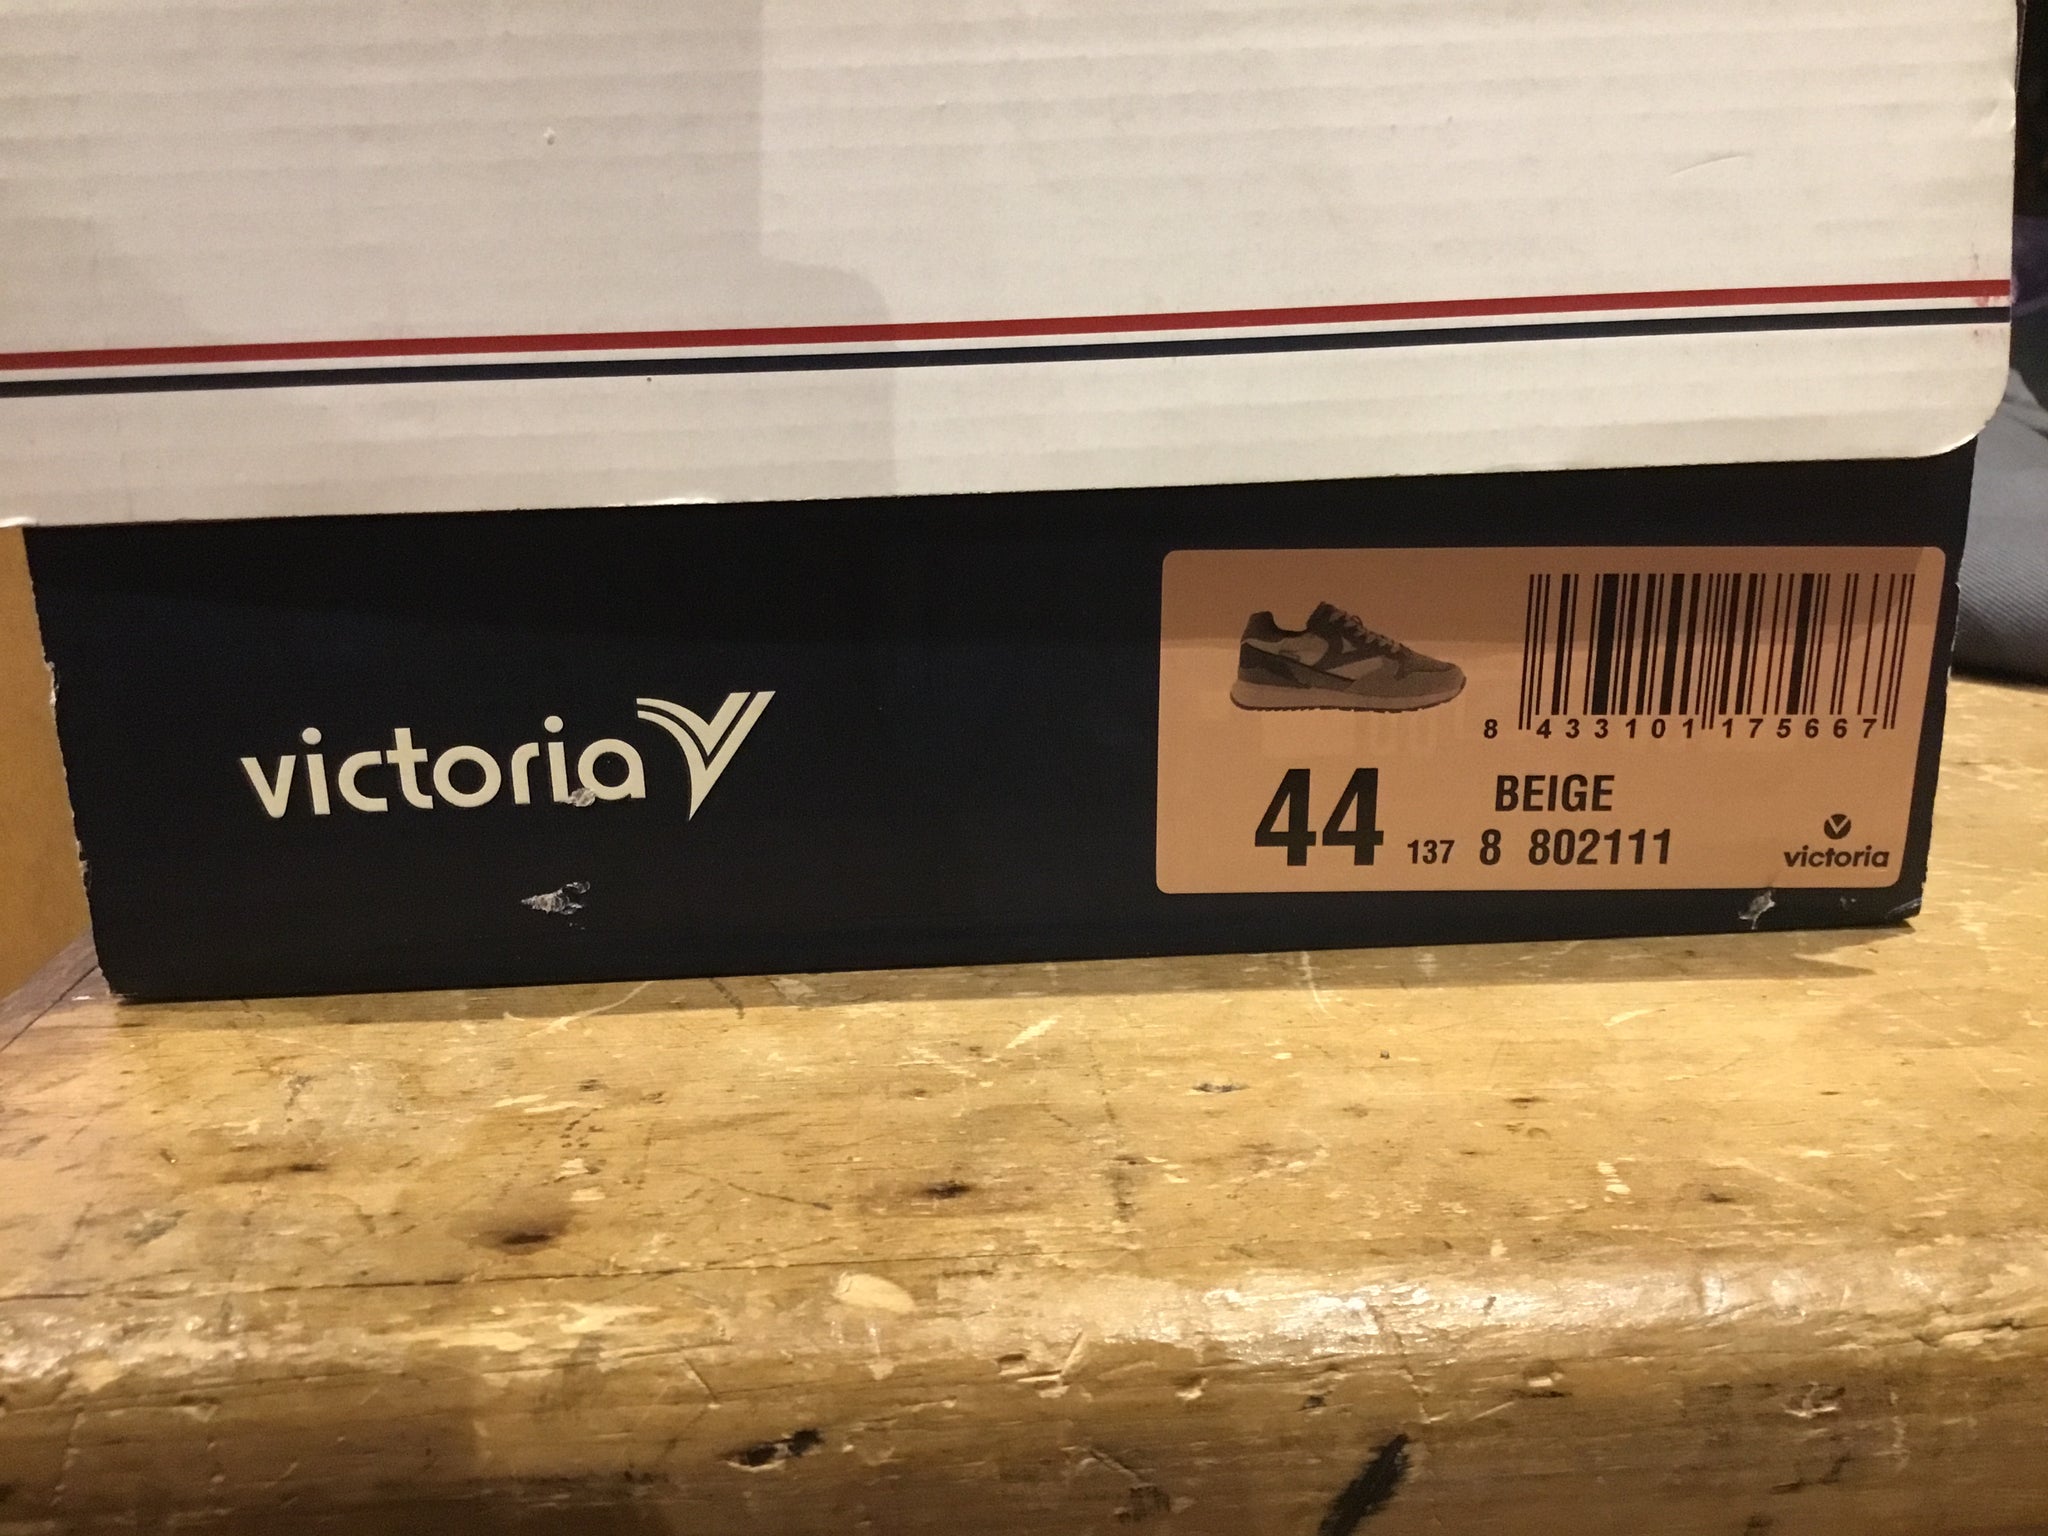 victoria
8 433101 175667
44 BEIGE
137 8 802111
victoria